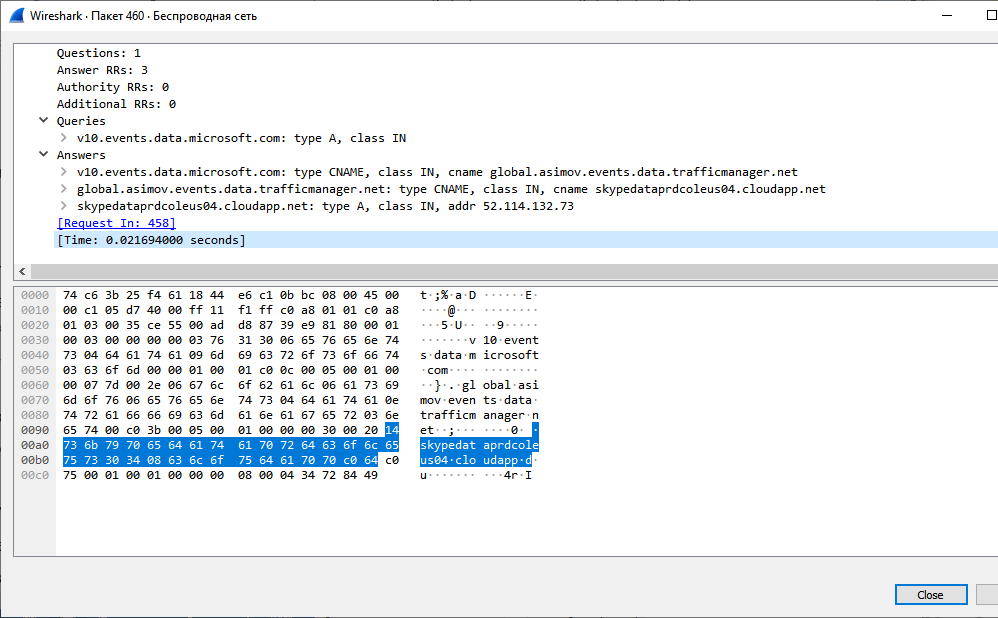 Wireshark · Пакет 460 · Беспроводная сеть
Questions: 1
Answer RRs: 3
Authority RRs: 0
Additional RRs: 0
Queries
v10.events.data.microsoft.com: type A, class IN
Answers
v10.events.data.microsoft.com: type CNAME, class IN, cname global.asimov.events.data.trafficmanager.net
global.asimov.events.data.trafficmanager.net: type CNAME, class IN, cname skypedataprdcoleus04.cloudapp.net
skypedataprdcoleus04.cloudapp.net: type A, class IN, addr 52.114.132.73
[Request In: 458]
[Time: 0.021694000 seconds]
0000 74 c6 3b 25 f4 61 18 44 e6 c1 0b bc 08 00 45 00 t·;%·a·D ······E·
0010 00 c1 05 d7 40 00 ff 11 f1 ff c0 a8 01 01 c0 a8 ····@··· ········
0020 01 03 00 35 ce 55 00 ad d8 87 39 e9 81 80 00 01 ···5·U·· ··9·····
0030 00 03 00 00 00 00 03 76 31 30 06 65 76 65 6e 74 ·······v 10·event
0040 73 04 64 61 74 61 09 6d 69 63 72 6f 73 6f 66 74 s·data·m icrosoft
0050 03 63 6f 6d 00 00 01 00 01 c0 0c 00 05 00 01 00 ·com···· ········
0060 00 07 7d 00 2e 06 67 6c 6f 62 61 6c 06 61 73 69 ··}·.·gl obal·asi
0070 6d 6f 76 06 65 76 65 6e 74 73 04 64 61 74 61 0e mov·even ts·data·
0080 74 72 61 66 66 69 63 6d 61 6e 61 67 65 72 03 6e trafficm anager·n
0090 65 74 00 c0 3b 00 05 00 01 00 00 00 30 00 20 14 et··;··· ····0· ·
00a0 73 6b 79 70 65 64 61 74 61 70 72 64 63 6f 6c 65 skypedat aprdcole
00b0 75 73 30 34 08 63 6c 6f 75 64 61 70 70 c0 64 c0 us04·clo udapp·d·
00c0 75 00 01 00 01 00 00 00 08 00 04 34 72 84 49 u······· ···4r·I
Close